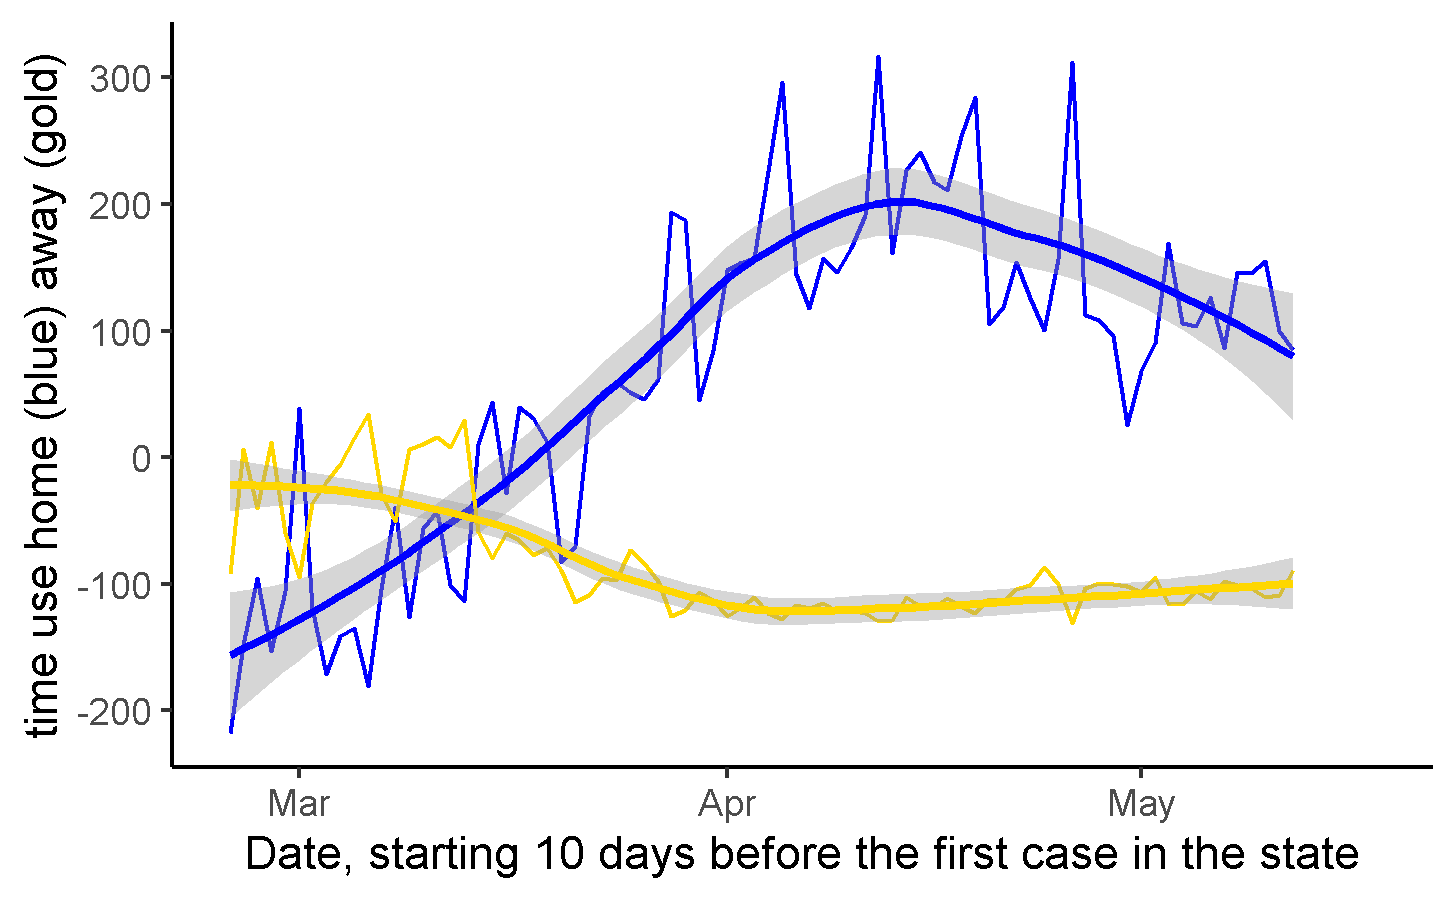 time use home (blue) away (gold)
300
200
100
0
-100
-200
Mar
Apr
May
Date, starting 10 days before the first case in the state